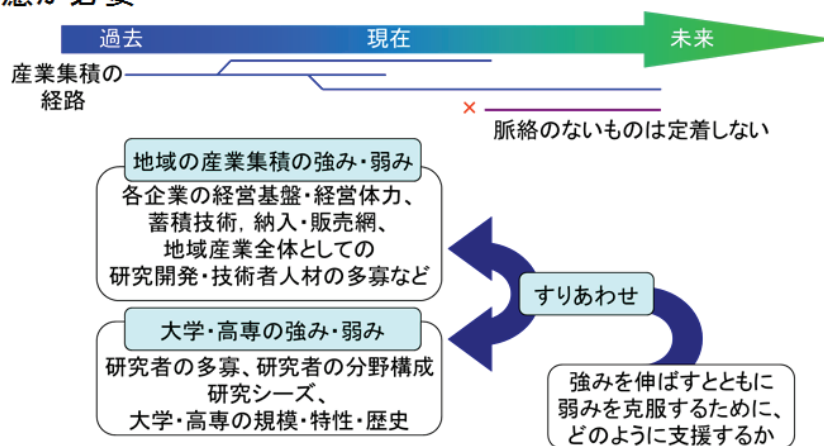 応が必要
過去 現在 未来
産業集積の
経路
×
脈絡のないものは定着しない
地域の産業集積の強み・弱み
各企業の経営基盤・経営体力、
蓄積技術, 納入・販売網、
地域産業全体としての
研究開発・技術者人材の多寡など
すりあわせ
大学・高専の強み・弱み
研究者の多寡、研究者の分野構成
研究シーズ、
大学・高専の規模・特性・歴史
強みを伸ばすとともに
弱みを克服するために、
どのように支援するか